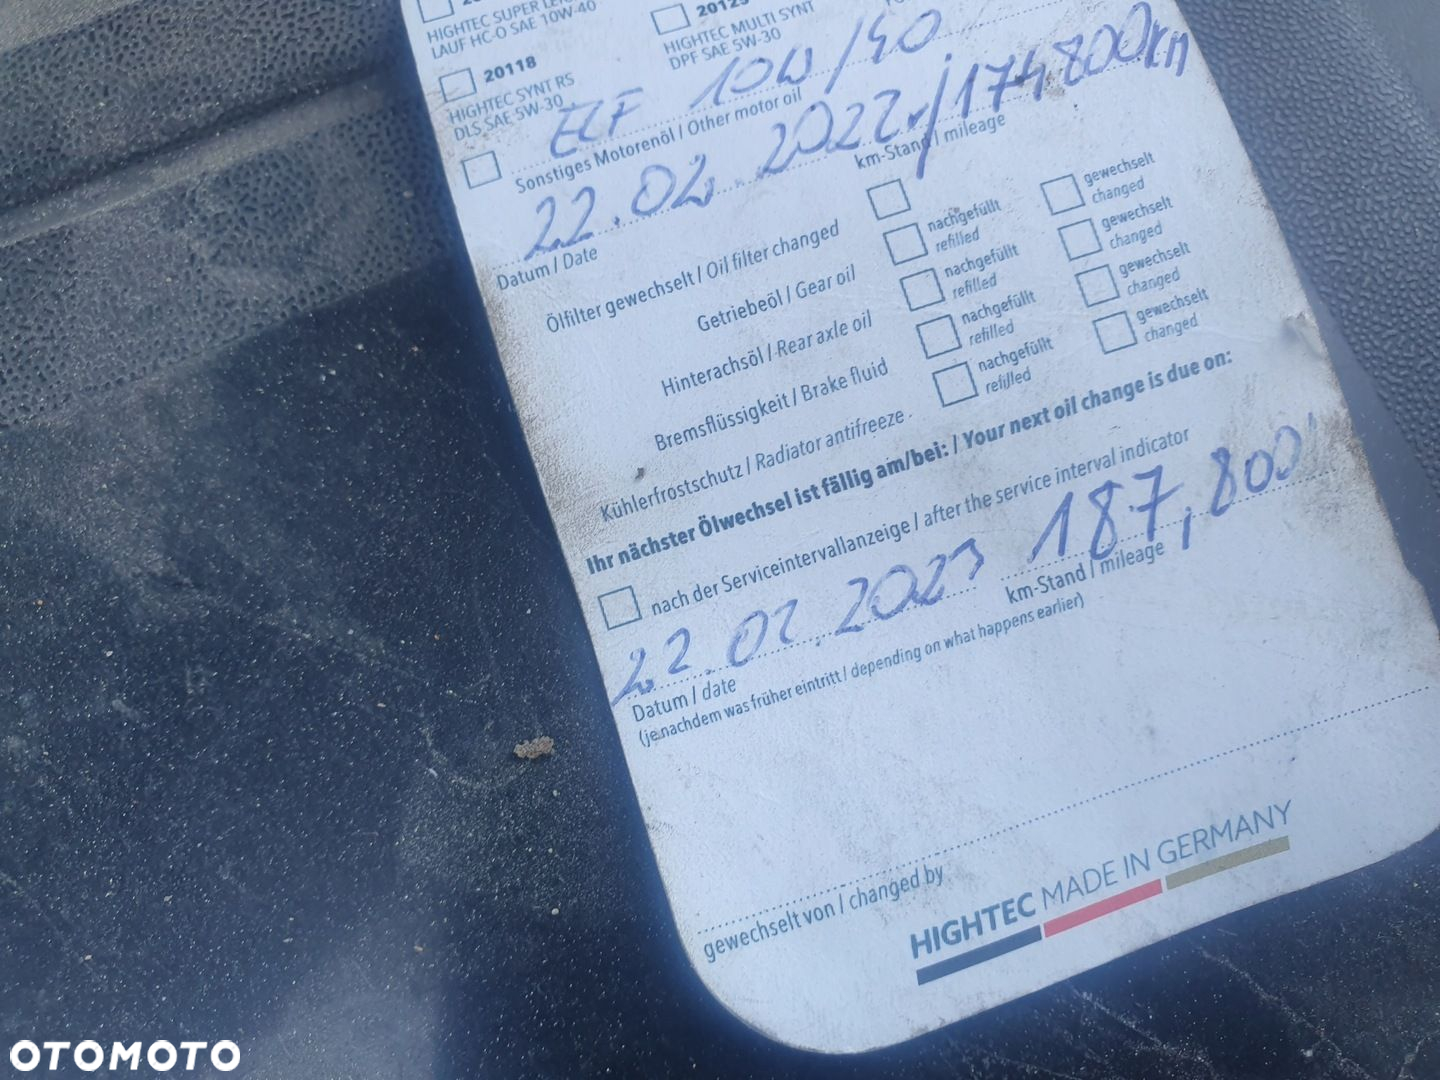 HIGHTEC SUPER
LAUF HC-O SAE 10W-40
HIGHTEC MULTI SYNT
DPF SAE 5W-30
20118
HIGHTEC SYNT RS
DLS SAE 5W-30
ELF 10W/40
Sonstiges Motorenöl / Other motor oil
22.02.2022r/174800km
Datum / Date
km-Stand / mileage
Ölfilter gewechselt / Oil filter changed
Getriebeöl / Gear oil
nachgefüllt
refilled
gewechselt
changed
Hinterachsöl / Rear axle oil
nachgefüllt
refilled
gewechselt
changed
Bremsflüssigkeit / Brake fluid
nachgefüllt
refilled
gewechselt
changed
Kühlerfrostschutz / Radiator antifreeze
nachgefüllt
refilled
gewechselt
changed
Ihr nächster Ölwechsel ist fällig am/bei: / Your next oil change is due on:
nach der Serviceintervallanzeige / after the service interval indicator
22.02.2023 187,800
Datum / date
km-Stand / mileage
(je nachdem was früher eintritt / depending on what happens earlier)
gewechselt von / changed by
HIGHTEC MADE IN GERMANY
OTOMOTO